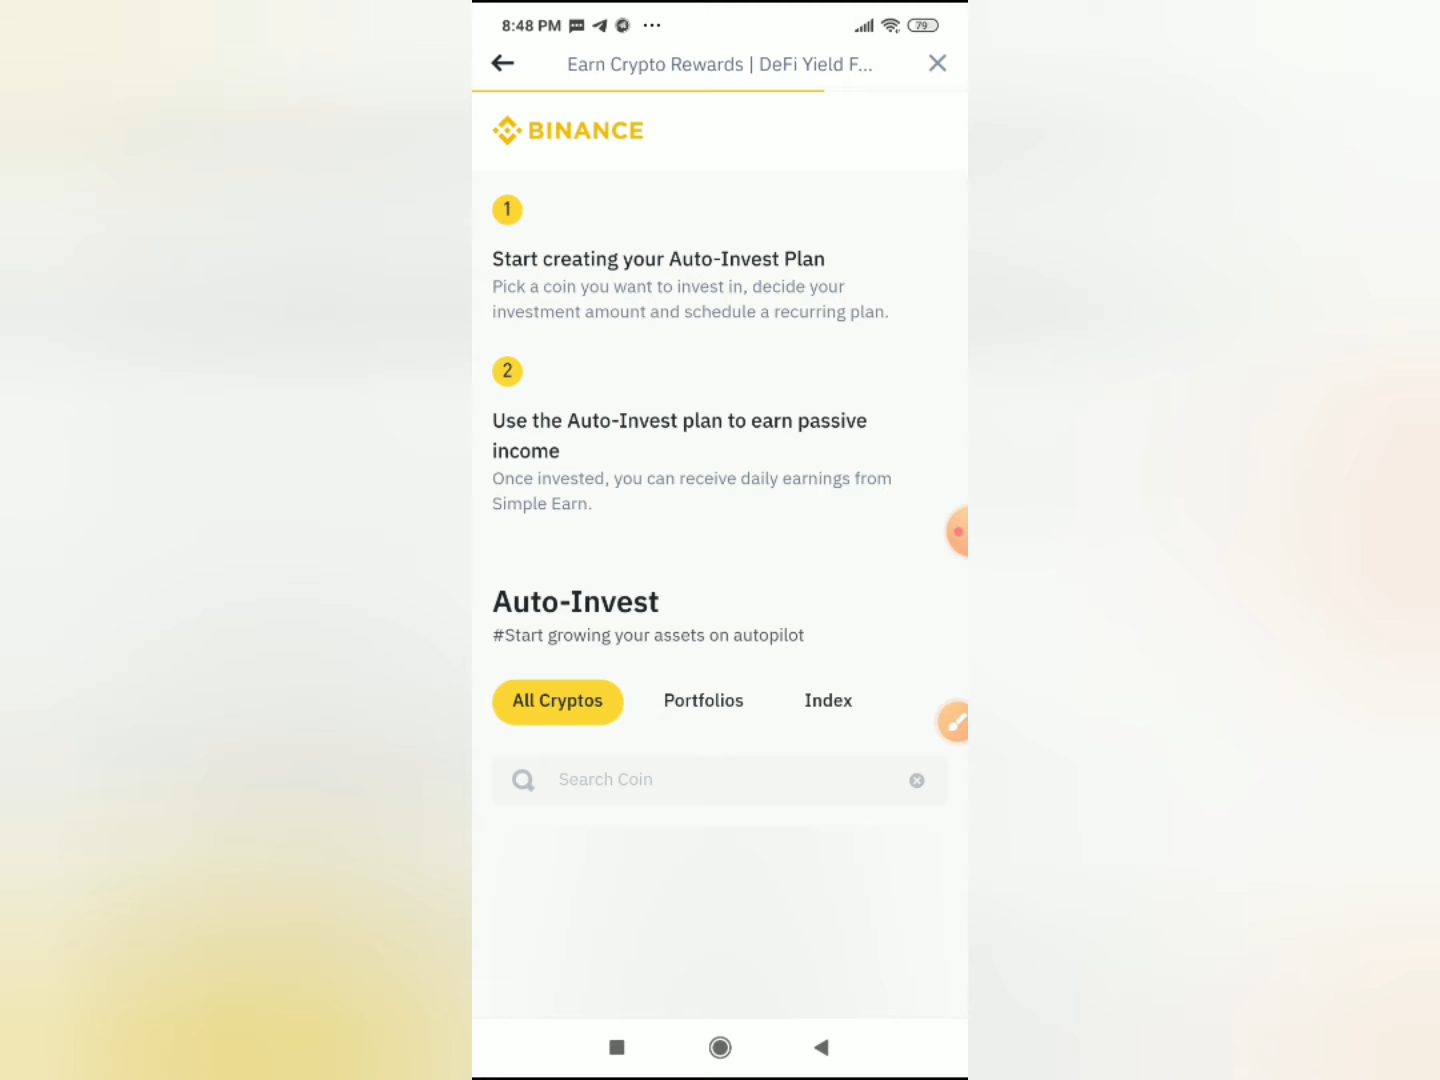 8:48 PM
79
Earn Crypto Rewards | DeFi Yield F...
BINANCE
1
Start creating your Auto-Invest Plan
Pick a coin you want to invest in, decide your
investment amount and schedule a recurring plan.
2
Use the Auto-Invest plan to earn passive
income
Once invested, you can receive daily earnings from
Simple Earn.
Auto-Invest
#Start growing your assets on autopilot
All Cryptos Portfolios Index
Search Coin